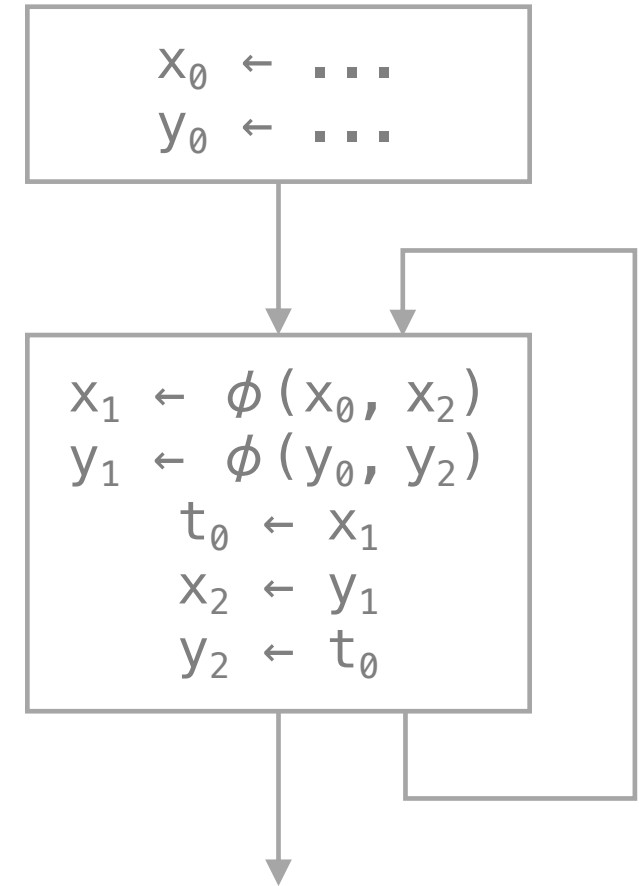 x₀ ← ...
y₀ ← ...
x₁ ← ϕ(x₀, x₂)
y₁ ← ϕ(y₀, y₂)
t₀ ← x₁
x₂ ← y₁
y₂ ← t₀